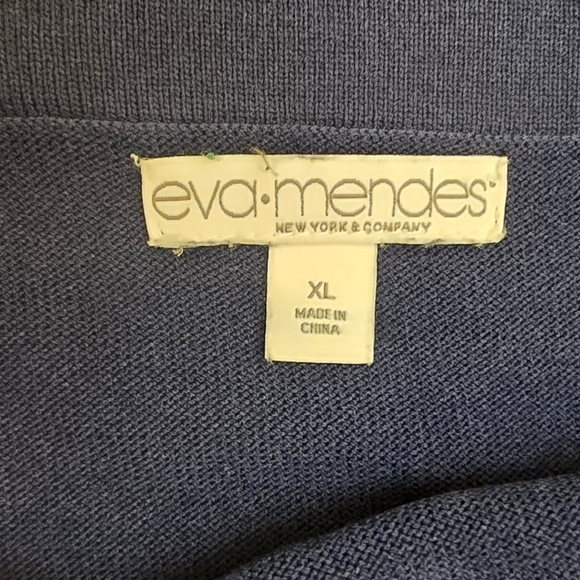 eva·mendes
NEW YORK & COMPANY
XL
MADE IN
CHINA